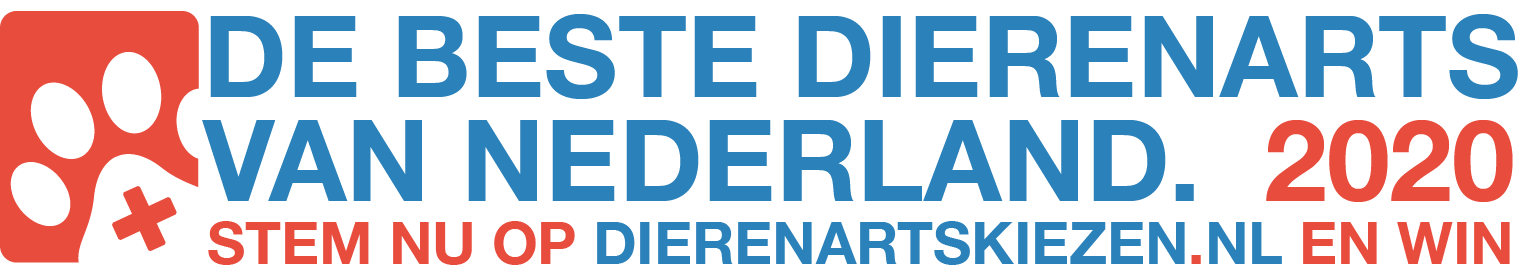 DE BESTE DIERENARTS
VAN NEDERLAND. 2020
STEM NU OP DIERENARTSKIEZEN.NL EN WIN